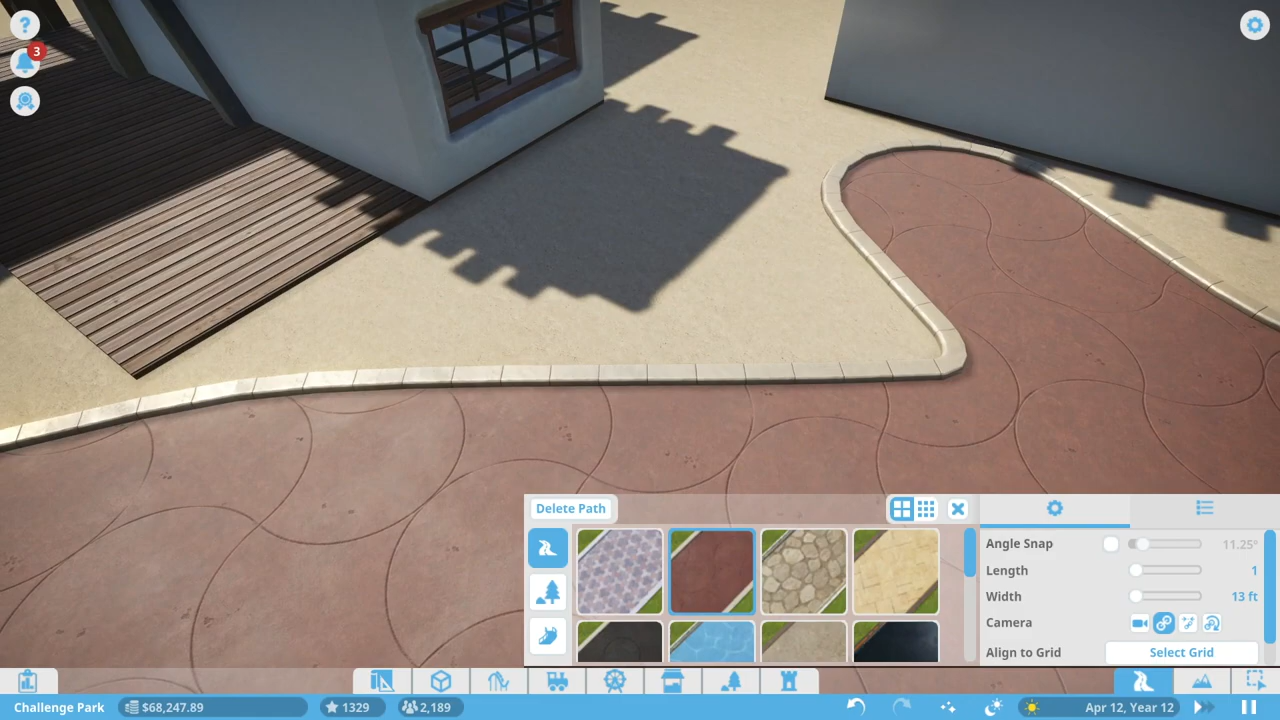 ?
3
Delete Path
Angle Snap 11.25°
Length 1
Width 13 ft
Camera
Align to Grid Select Grid
Challenge Park $68,247.89 1329 2,189 Apr 12, Year 12